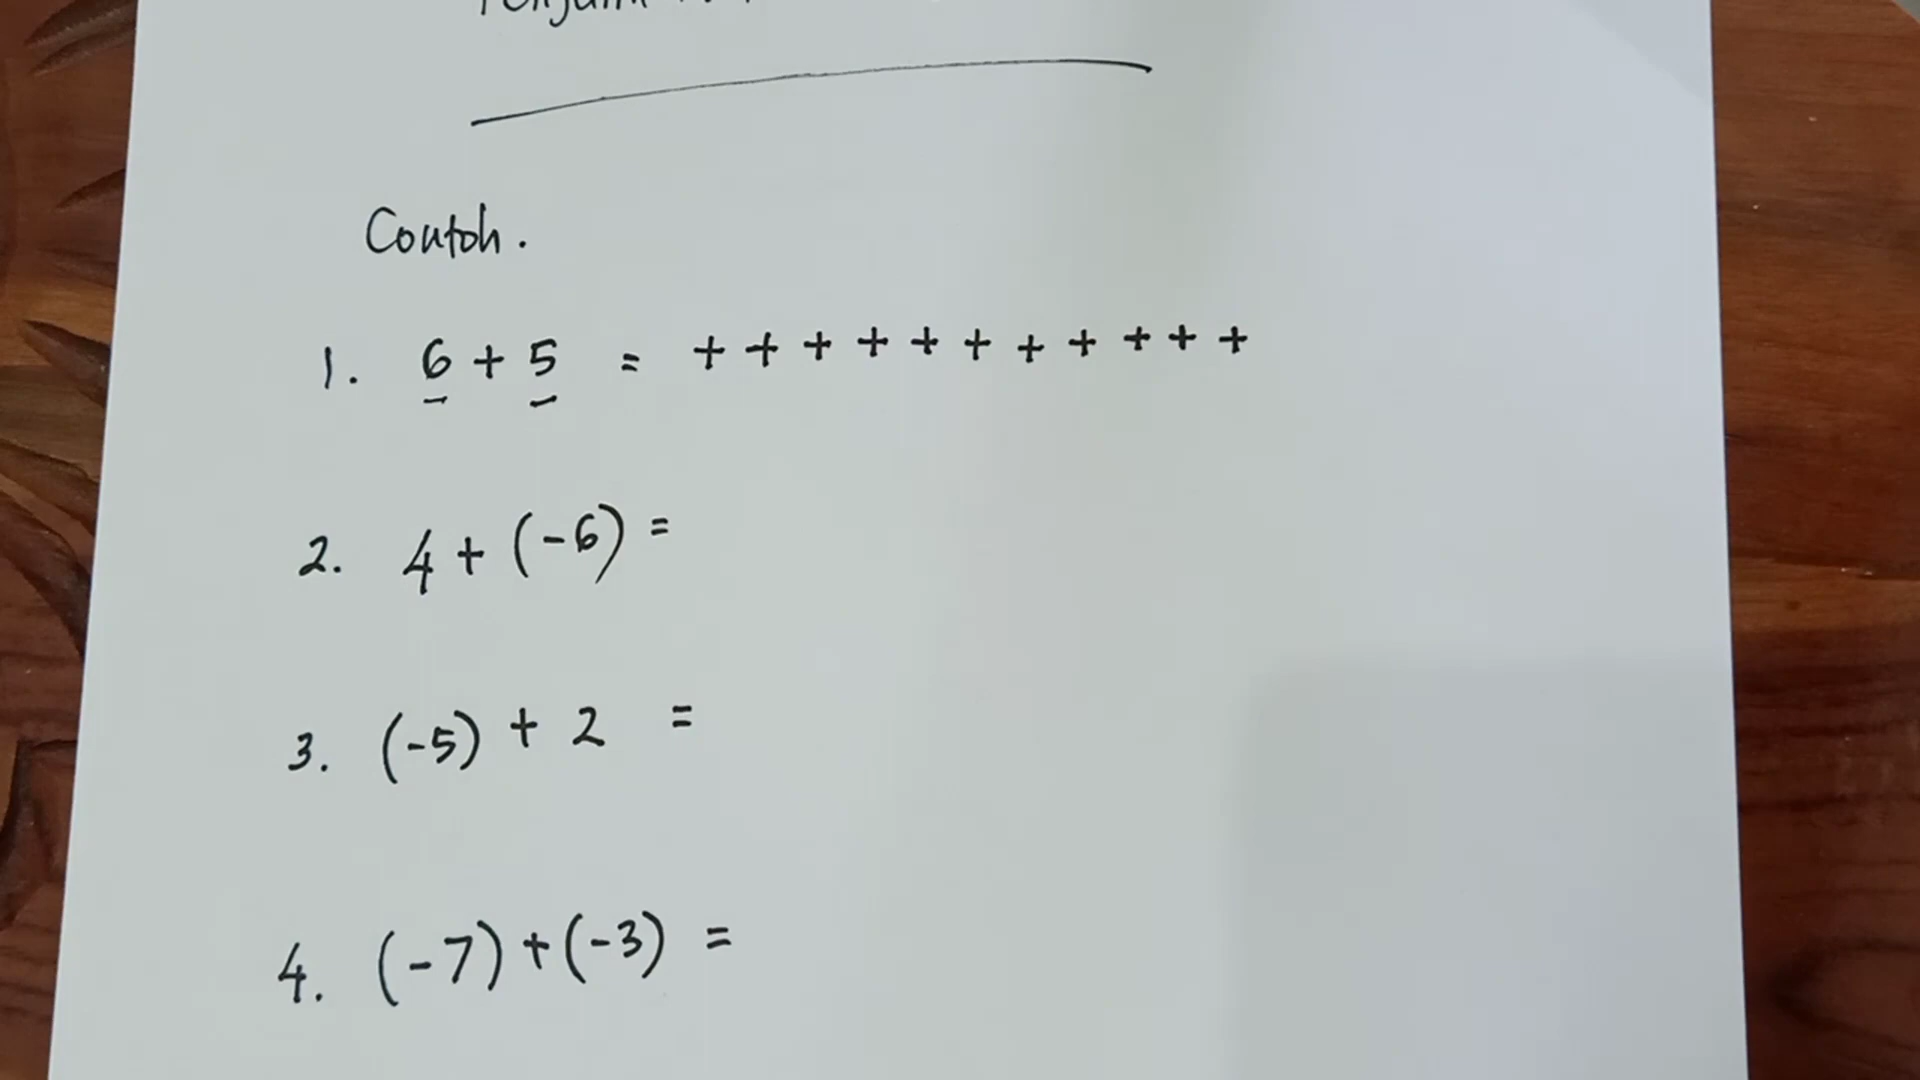 Contoh.
1. 6 + 5 = + + + + + + + + + + +
2. 4 + (-6) =
3. (-5) + 2 =
4. (-7) + (-3) =